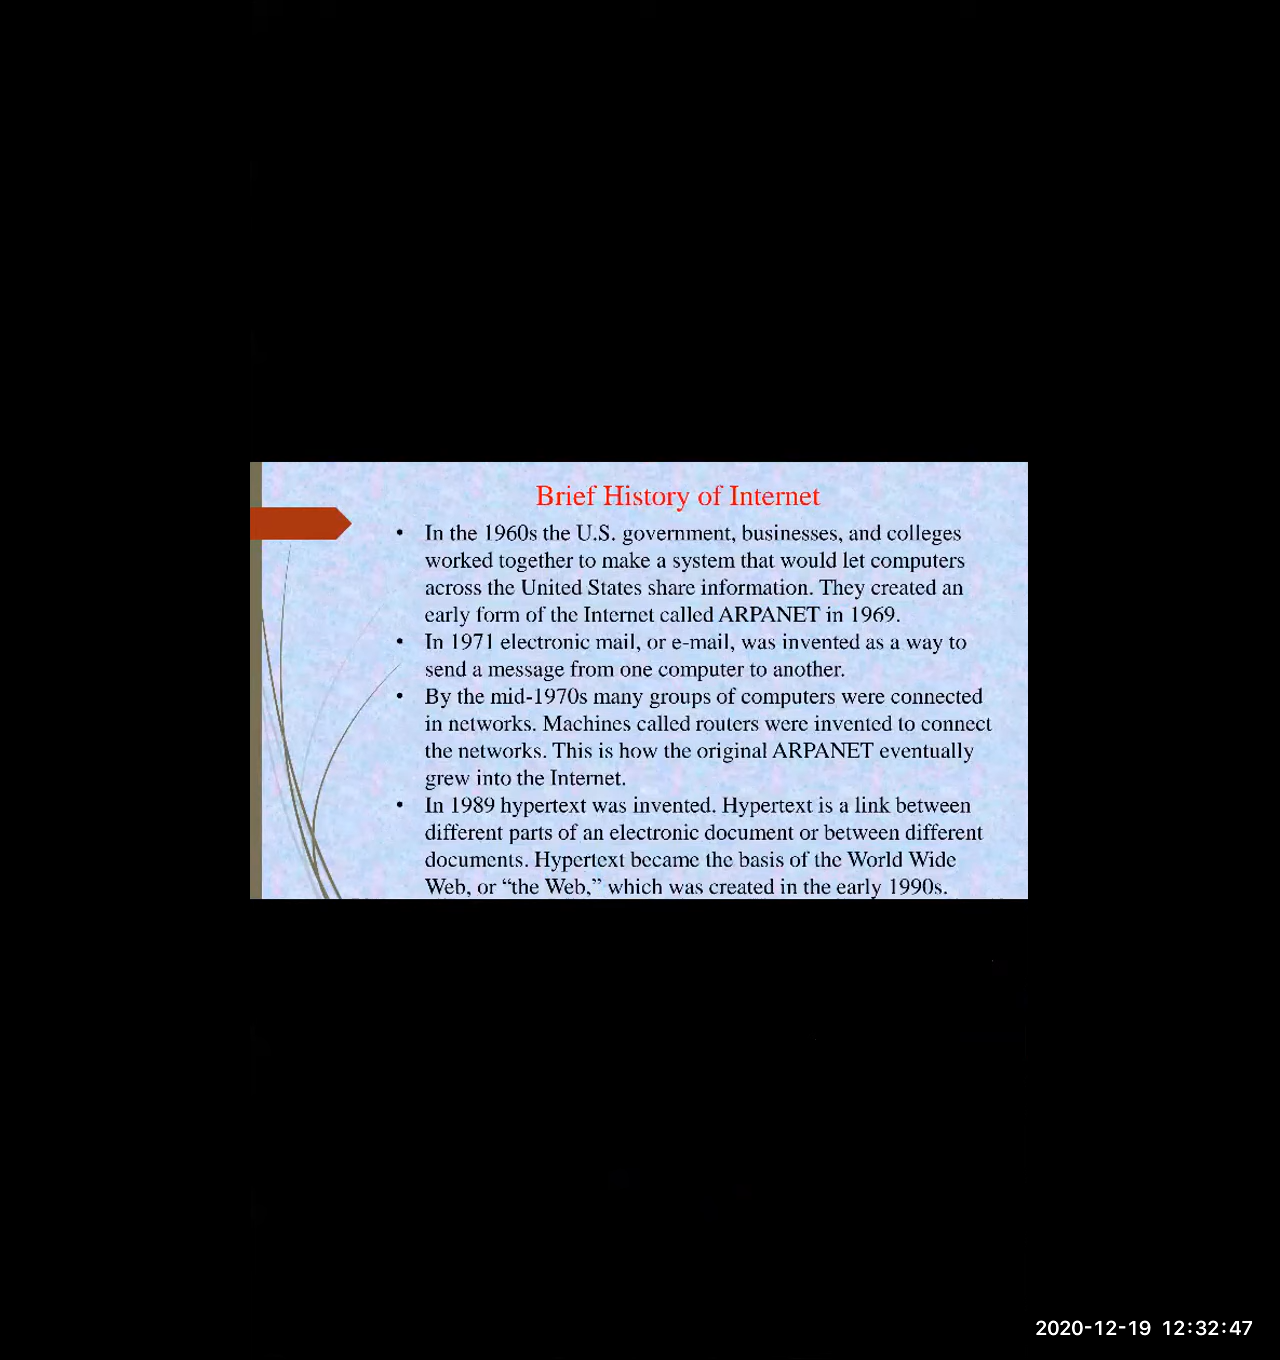 Brief History of Internet
• In the 1960s the U.S. government, businesses, and colleges
worked together to make a system that would let computers
across the United States share information. They created an
early form of the Internet called ARPANET in 1969.
• In 1971 electronic mail, or e-mail, was invented as a way to
send a message from one computer to another.
• By the mid-1970s many groups of computers were connected
in networks. Machines called routers were invented to connect
the networks. This is how the original ARPANET eventually
grew into the Internet.
• In 1989 hypertext was invented. Hypertext is a link between
different parts of an electronic document or between different
documents. Hypertext became the basis of the World Wide
Web, or “the Web,” which was created in the early 1990s.
2020-12-19 12:32:47